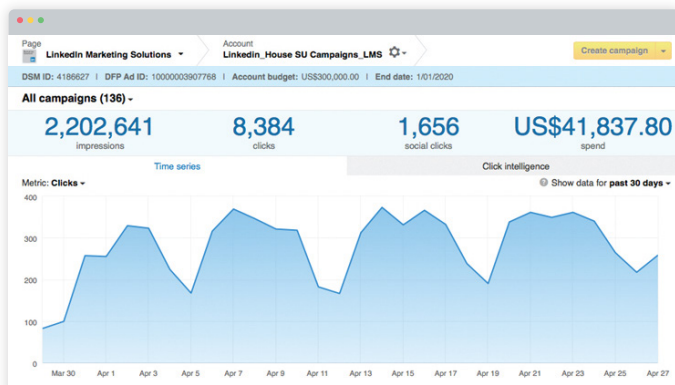 Page
LinkedIn Marketing Solutions
Account
Linkedin_House SU Campaigns_LMS
Create campaign
DSM ID: 4186627 | DFP Ad ID: 10000003907768 | Account budget: US$300,000.00 | End date: 1/01/2020
All campaigns (136)
2,202,641
impressions
8,384
clicks
1,656
social clicks
US$41,837.80
spend
Time series
Click intelligence
Metric: Clicks
? Show data for past 30 days
400
300
200
100
0
Mar 30 Apr 1 Apr 3 Apr 5 Apr 7 Apr 9 Apr 11 Apr 13 Apr 15 Apr 17 Apr 19 Apr 21 Apr 23 Apr 25 Apr 27